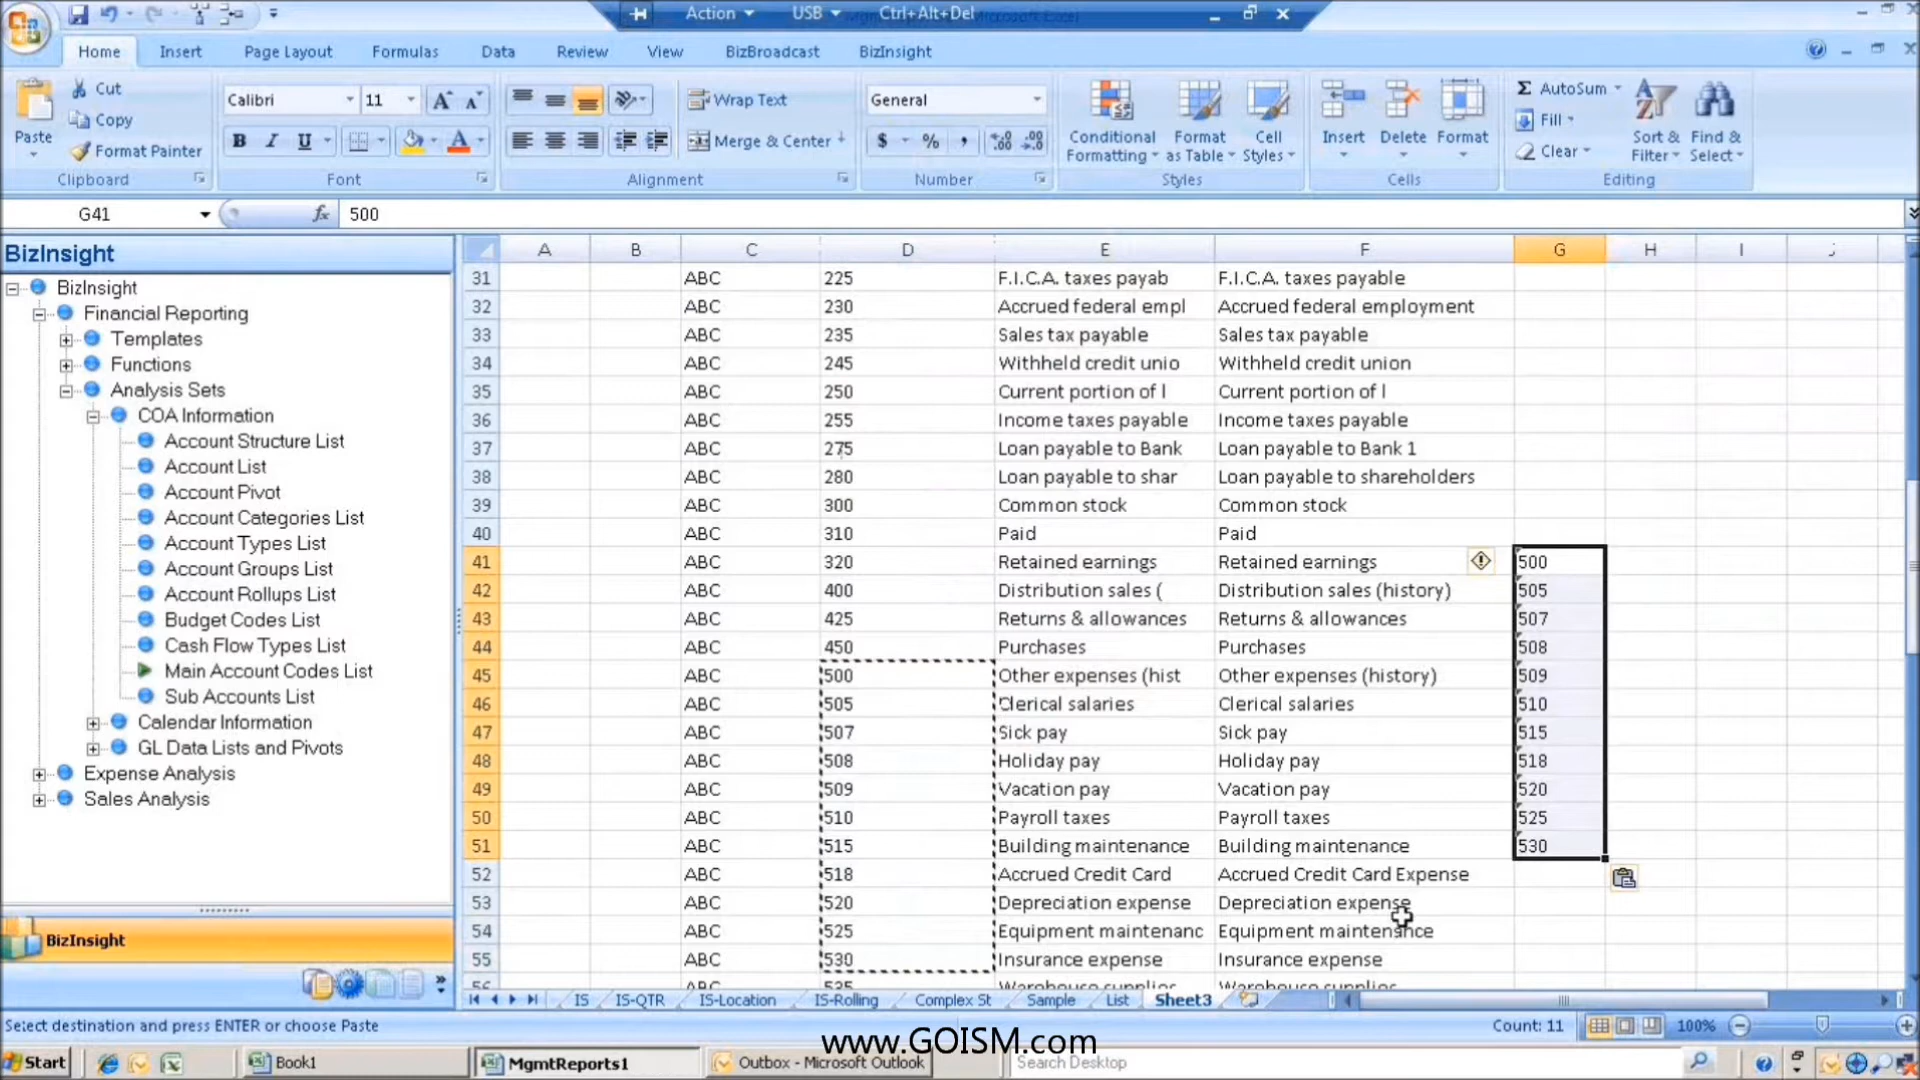 Action USB Ctrl+Alt+Del
Home Insert Page Layout Formulas Data Review View BizBroadcast BizInsight
Paste
Cut
Copy
Format Painter
Clipboard
Calibri 11
B I U
Font
Wrap Text
Merge & Center
Alignment
General
$ % ,
Number
Conditional Formatting
Format as Table
Cell Styles
Styles
Insert Delete Format
Cells
AutoSum
Fill
Clear
Sort & Filter
Find & Select
Editing
G41 fx 500
BizInsight
BizInsight
Financial Reporting
Templates
Functions
Analysis Sets
COA Information
Account Structure List
Account List
Account Pivot
Account Categories List
Account Types List
Account Groups List
Account Rollups List
Budget Codes List
Cash Flow Types List
Main Account Codes List
Sub Accounts List
Calendar Information
GL Data Lists and Pivots
Expense Analysis
Sales Analysis
BizInsight
A B C D E F G H I J
31 ABC 225 F.I.C.A. taxes payab F.I.C.A. taxes payable
32 ABC 230 Accrued federal empl Accrued federal employment
33 ABC 235 Sales tax payable Sales tax payable
34 ABC 245 Withheld credit unio Withheld credit union
35 ABC 250 Current portion of l Current portion of l
36 ABC 255 Income taxes payable Income taxes payable
37 ABC 275 Loan payable to Bank Loan payable to Bank 1
38 ABC 280 Loan payable to shar Loan payable to shareholders
39 ABC 300 Common stock Common stock
40 ABC 310 Paid Paid
41 ABC 320 Retained earnings Retained earnings 500
42 ABC 400 Distribution sales ( Distribution sales (history) 505
43 ABC 425 Returns & allowances Returns & allowances 507
44 ABC 450 Purchases Purchases 508
45 ABC 500 Other expenses (hist Other expenses (history) 509
46 ABC 505 Clerical salaries Clerical salaries 510
47 ABC 507 Sick pay Sick pay 515
48 ABC 508 Holiday pay Holiday pay 518
49 ABC 509 Vacation pay Vacation pay 520
50 ABC 510 Payroll taxes Payroll taxes 525
51 ABC 515 Building maintenance Building maintenance 530
52 ABC 518 Accrued Credit Card Accrued Credit Card Expense
53 ABC 520 Depreciation expense Depreciation expense
54 ABC 525 Equipment maintenanc Equipment maintenance
55 ABC 530 Insurance expense Insurance expense
56 ABC 535 Warehouse supplies Warehouse supplies
IS IS-QTR IS-Location IS-Rolling Complex St Sample List Sheet3
Select destination and press ENTER or choose Paste Count: 11 100%
www.GOISM.com
Start Book1 MgmtReports1 Outbox - Microsoft Outlook Search Desktop